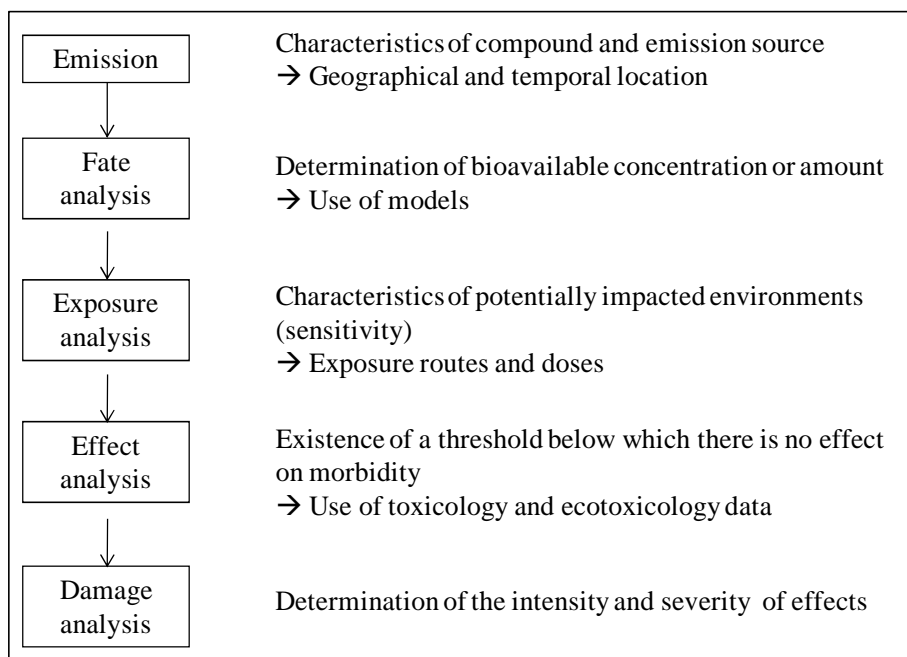 Emission
Characteristics of compound and emission source
→ Geographical and temporal location
Fate
analysis
Determination of bioavailable concentration or amount
→ Use of models
Exposure
analysis
Characteristics of potentially impacted environments
(sensitivity)
→ Exposure routes and doses
Effect
analysis
Existence of a threshold below which there is no effect
on morbidity
→ Use of toxicology and ecotoxicology data
Damage
analysis
Determination of the intensity and severity of effects